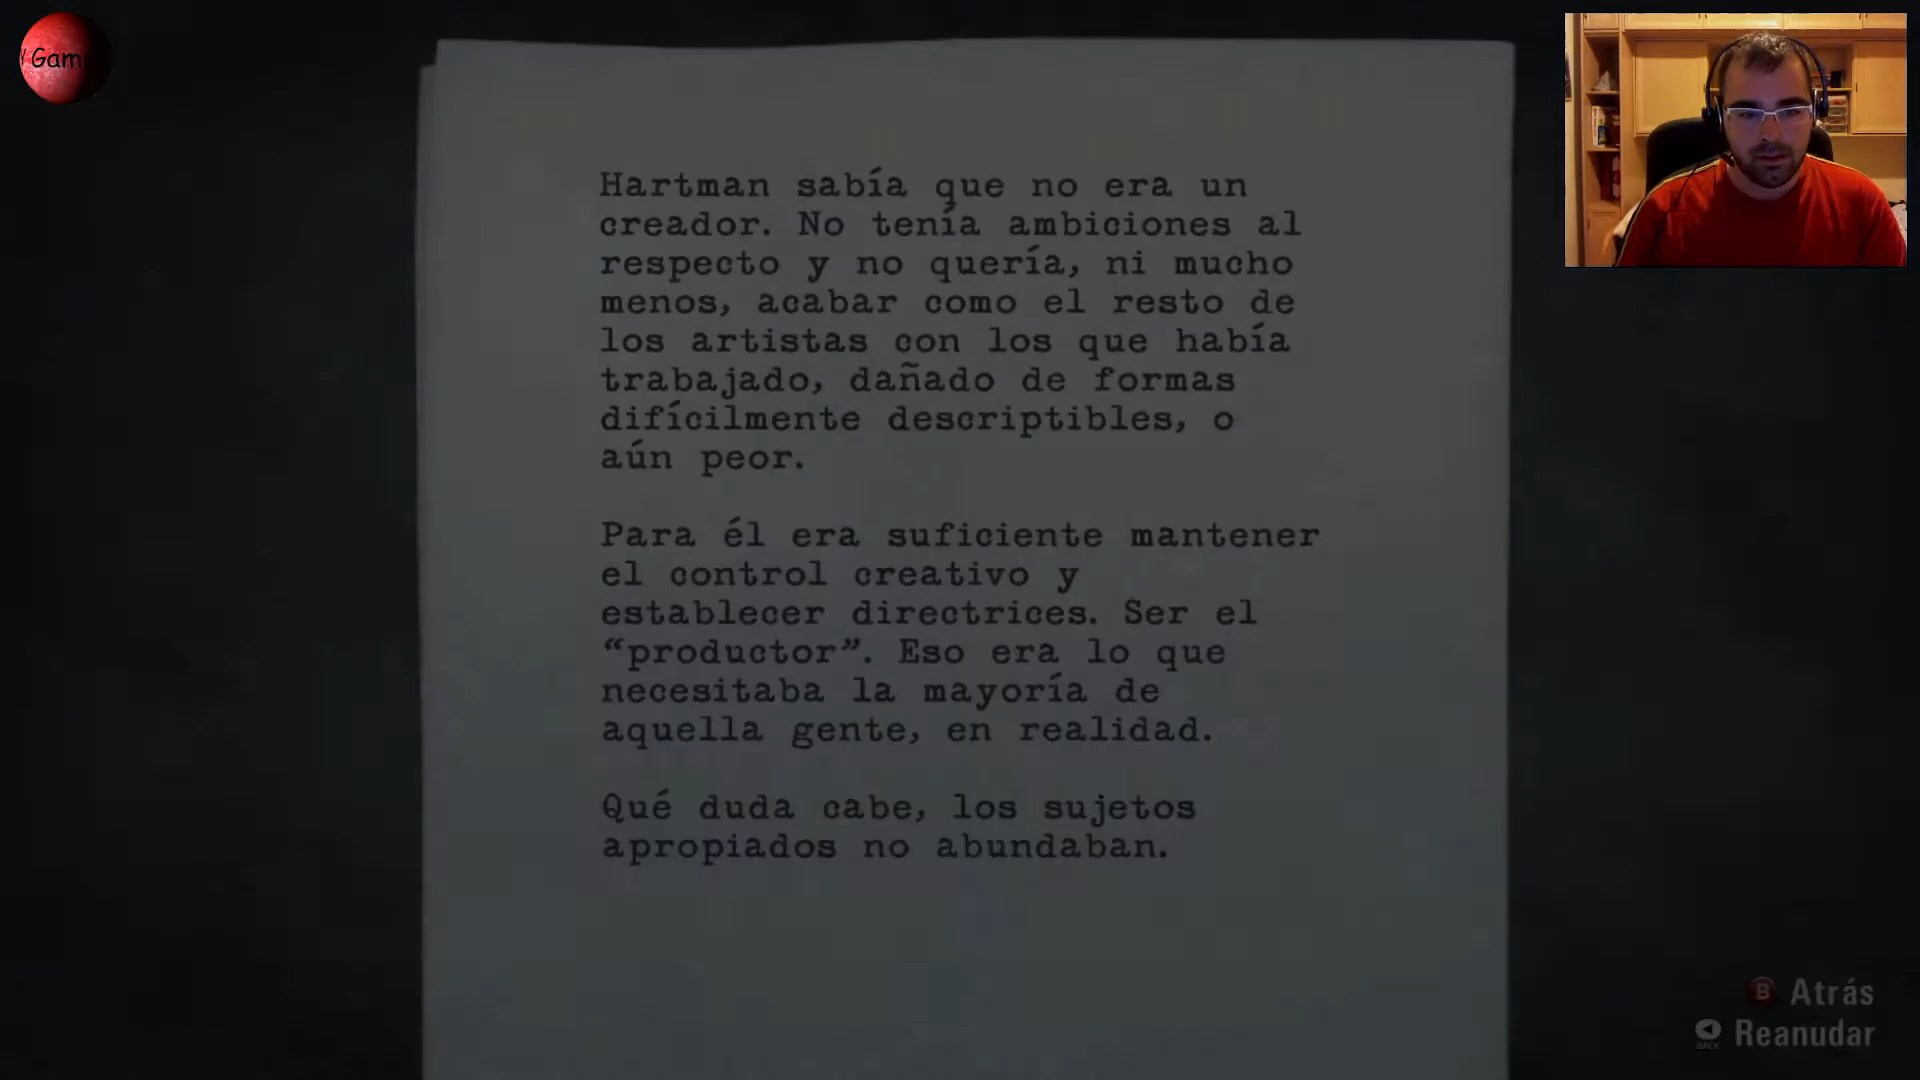 Gam
Hartman sabía que no era un
creador. No tenía ambiciones al
respecto y no quería, ni mucho
menos, acabar como el resto de
los artistas con los que había
trabajado, dañado de formas
difícilmente descriptibles, o
aún peor.
Para él era suficiente mantener
el control creativo y
establecer directrices. Ser el
“productor”. Eso era lo que
necesitaba la mayoría de
aquella gente, en realidad.
Qué duda cabe, los sujetos
apropiados no abundaban.
B Atrás
BACK Reanudar